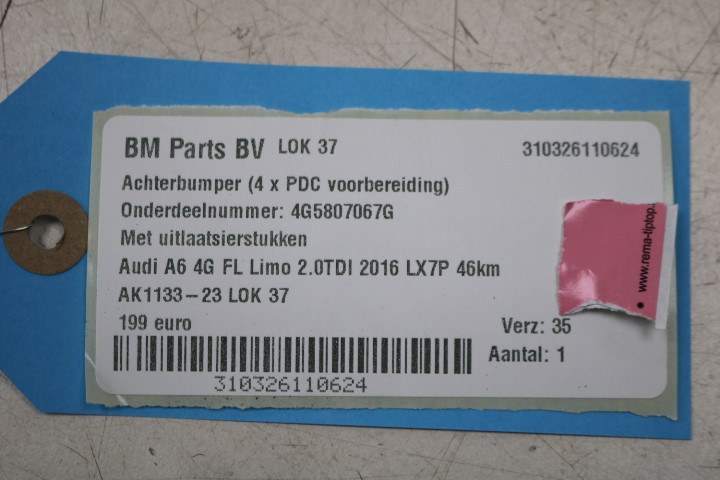 BM Parts BV LOK 37 310326110624
Achterbumper (4 x PDC voorbereiding)
Onderdeelnummer: 4G5807067G
Met uitlaatsierstukken
Audi A6 4G FL Limo 2.0TDI 2016 LX7P 46km
AK1133-23 LOK 37
199 euro
Verz: 35
Aantal: 1
310326110624
www.rema-tiptop.